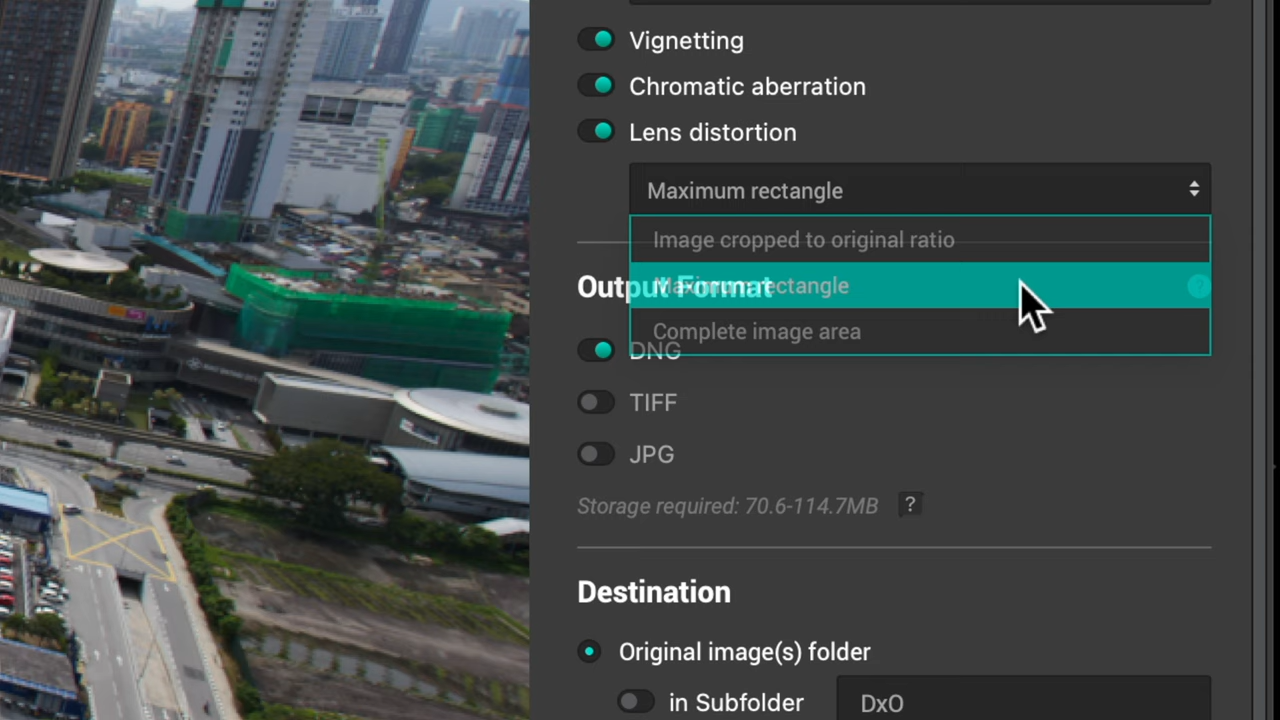 Vignetting
Chromatic aberration
Lens distortion
Maximum rectangle
Image cropped to original ratio
Output Format
Maximum rectangle
Complete image area
DNG
TIFF
JPG
Storage required: 70.6-114.7MB ?
Destination
Original image(s) folder
in Subfolder DxO